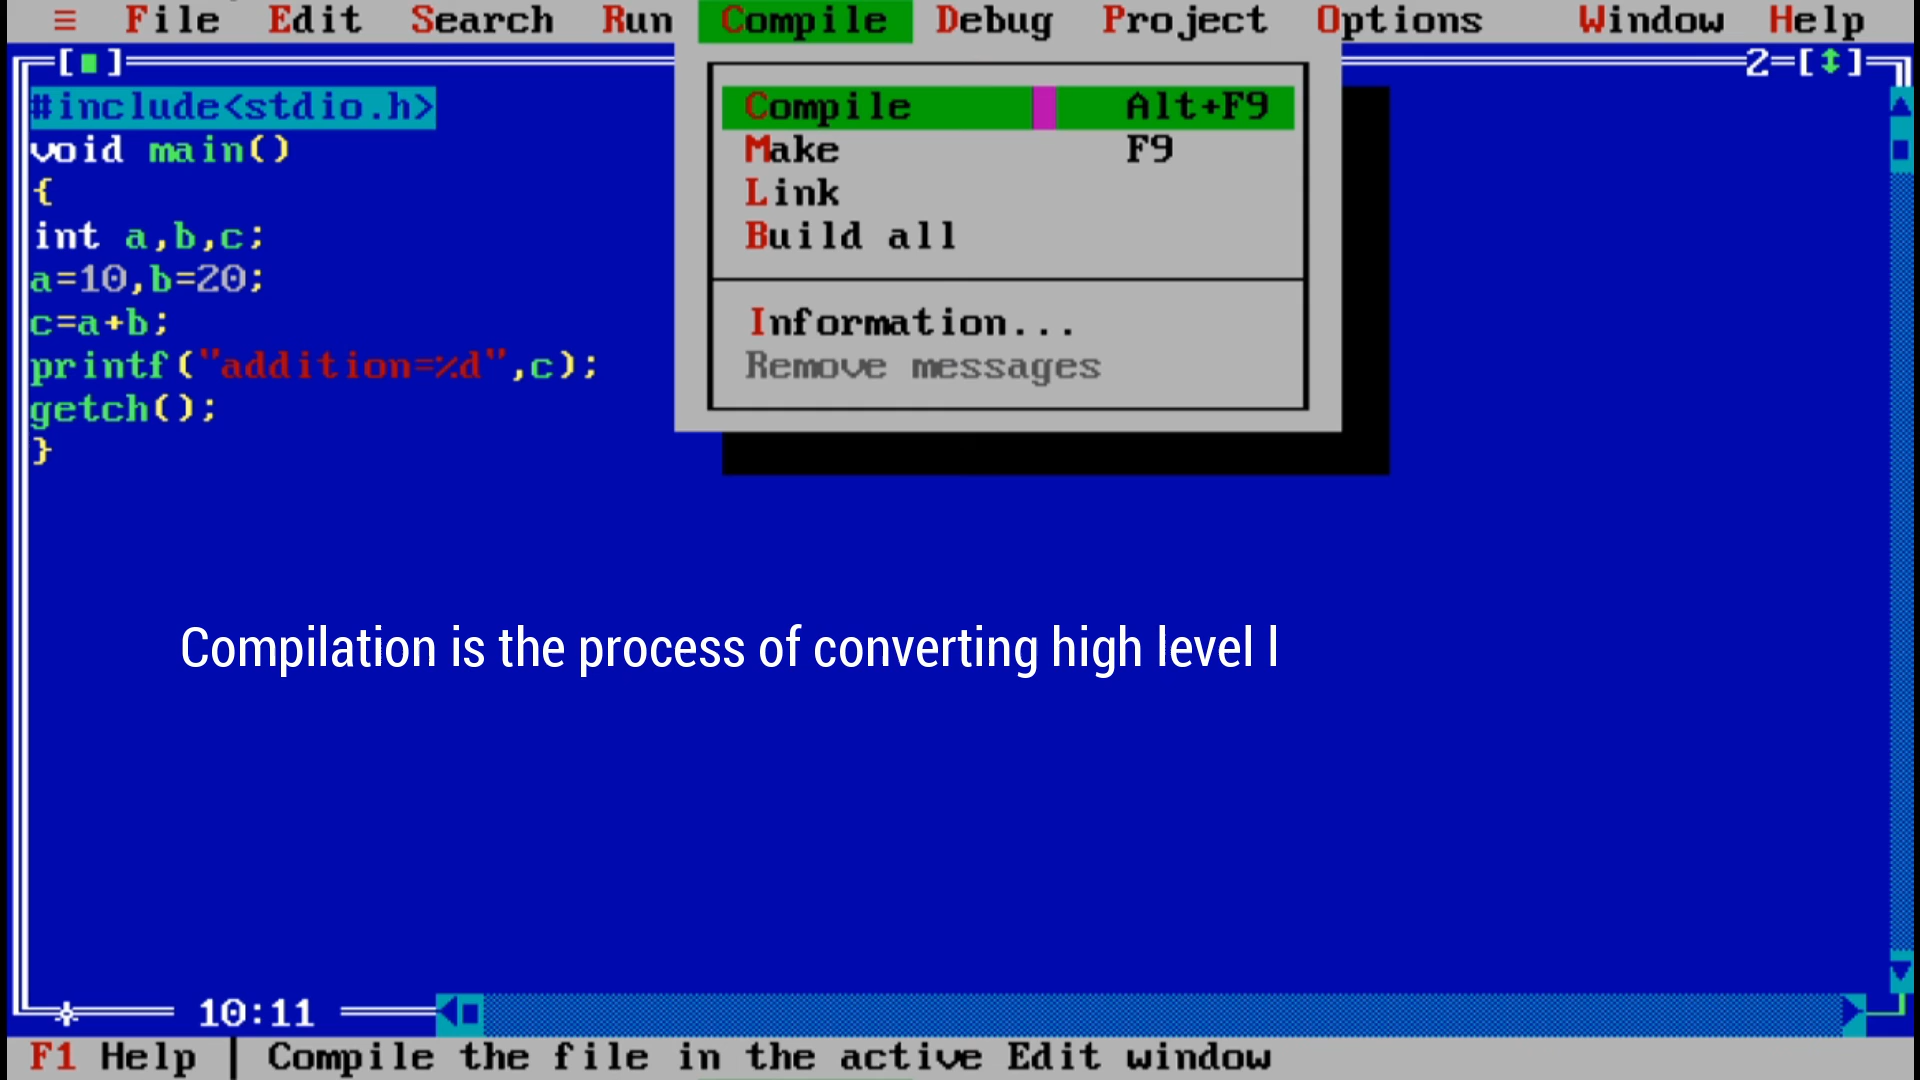 ≡ File Edit Search Run Compile Debug Project Options Window Help
[■] 2=[↕]
#include<stdio.h>
void main()
{
int a,b,c;
a=10,b=20;
c=a+b;
printf("addition=%d",c);
getch();
}
Compile Alt+F9
Make F9
Link
Build all
Information...
Remove messages
Compilation is the process of converting high level l
10:11
F1 Help | Compile the file in the active Edit window